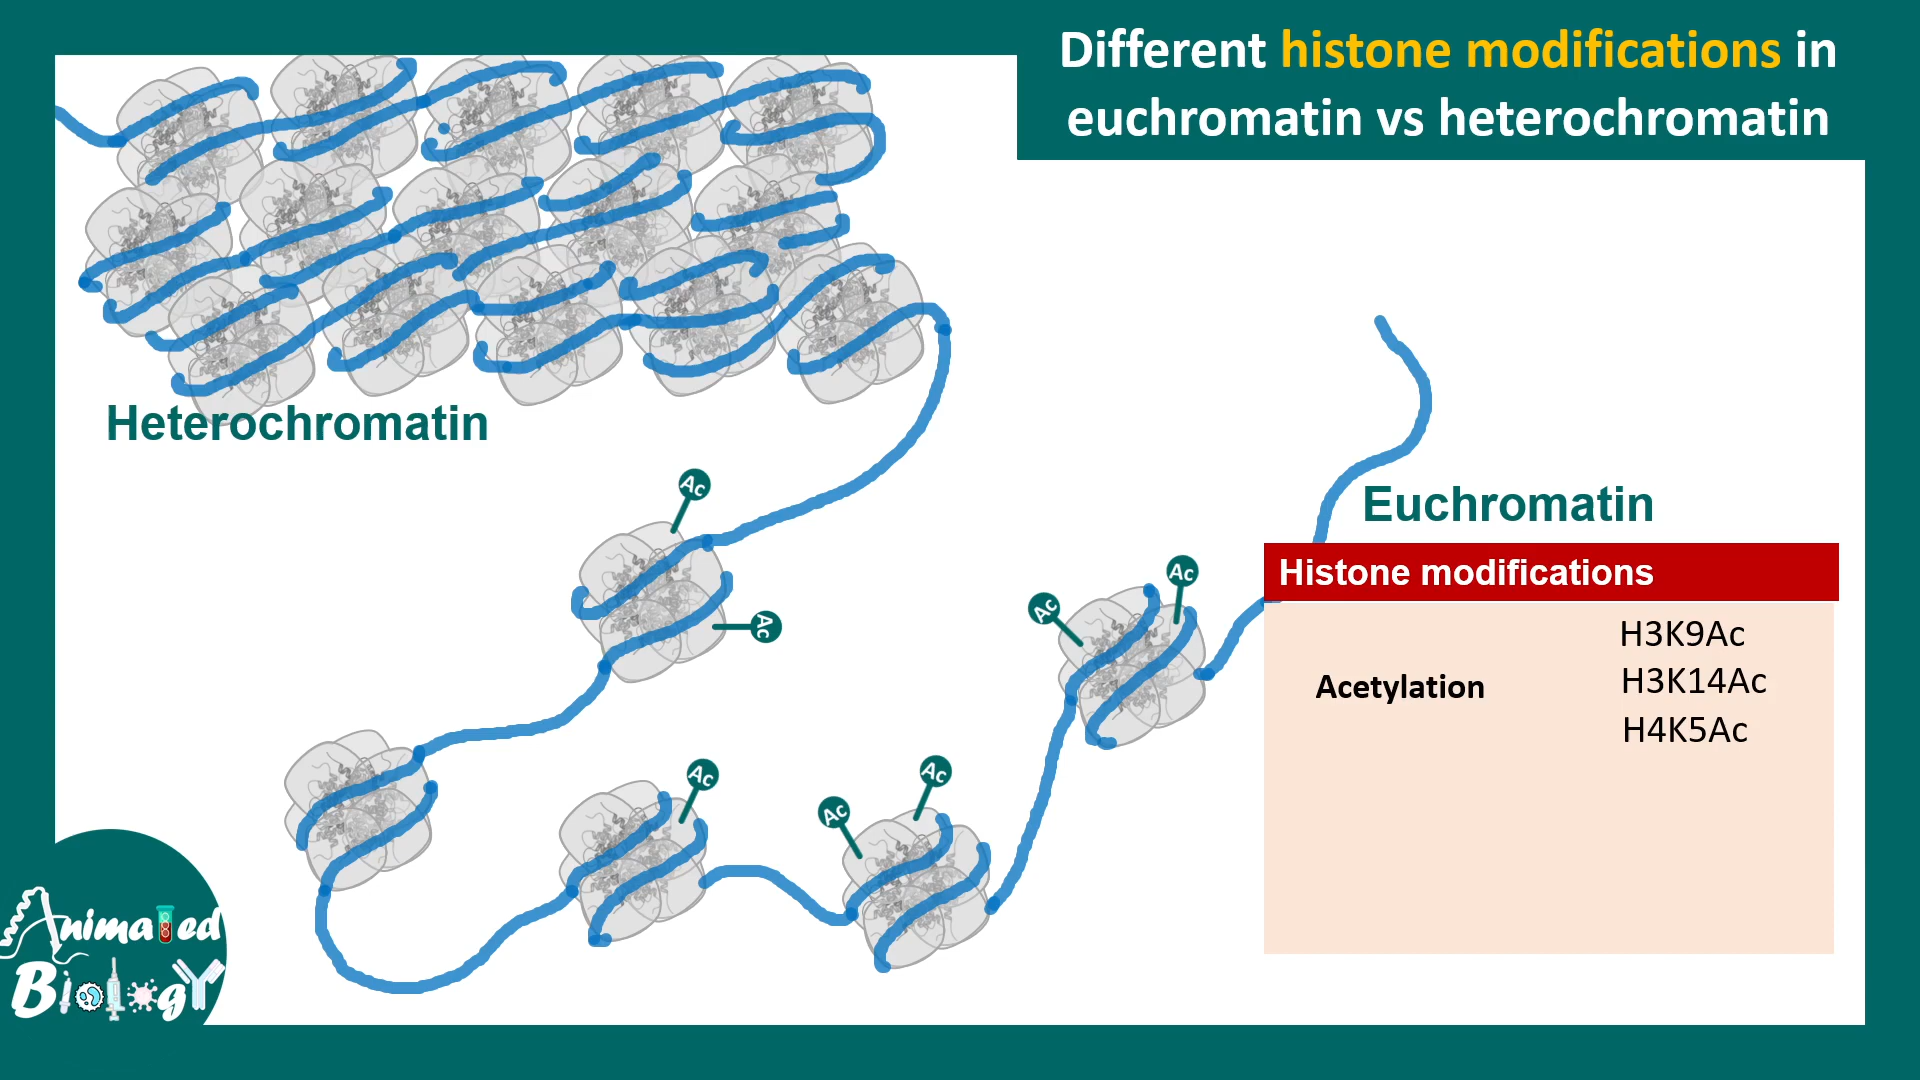 Different histone modifications in
euchromatin vs heterochromatin
Heterochromatin
Ac
Ac
Euchromatin
Histone modifications
Ac
Ac
H3K9Ac
Acetylation
H3K14Ac
H4K5Ac
Ac
Ac
Ac
Animated
Biology